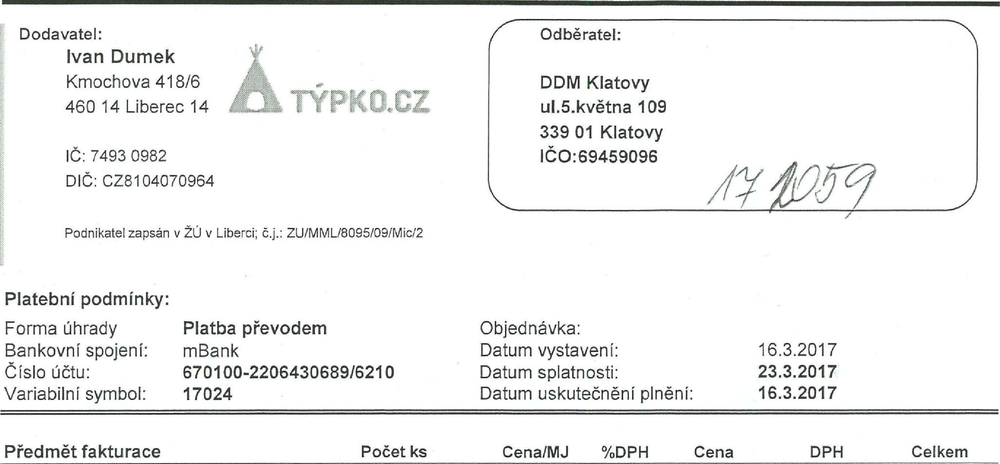 Dodavatel:
Ivan Dumek
Kmochova 418/6
460 14 Liberec 14
TÝPKO.CZ
IČ: 7493 0982
DIČ: CZ8104070964
Podnikatel zapsán v ŽÚ v Liberci; č.j.: ZU/MML/8095/09/Mic/2
Odběratel:
DDM Klatovy
ul.5.května 109
339 01 Klatovy
IČO:69459096
17 2059
Platební podmínky:
Forma úhrady Platba převodem
Bankovní spojení: mBank
Číslo účtu: 670100-2206430689/6210
Variabilní symbol: 17024
Objednávka:
Datum vystavení: 16.3.2017
Datum splatnosti: 23.3.2017
Datum uskutečnění plnění: 16.3.2017
Předmět fakturace Počet ks Cena/MJ %DPH Cena DPH Celkem